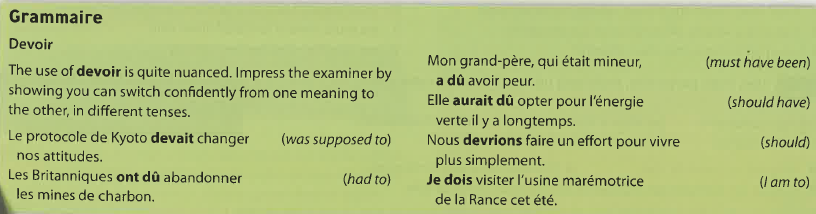 Grammaire
Devoir
The use of devoir is quite nuanced. Impress the examiner by
showing you can switch confidently from one meaning to
the other, in different tenses.
Le protocole de Kyoto devait changer (was supposed to)
nos attitudes.
Les Britanniques ont dû abandonner (had to)
les mines de charbon.
Mon grand-père, qui était mineur, (must have been)
a dû avoir peur.
Elle aurait dû opter pour l'énergie (should have)
verte il y a longtemps.
Nous devrions faire un effort pour vivre (should)
plus simplement.
Je dois visiter l'usine marémotrice (I am to)
de la Rance cet été.